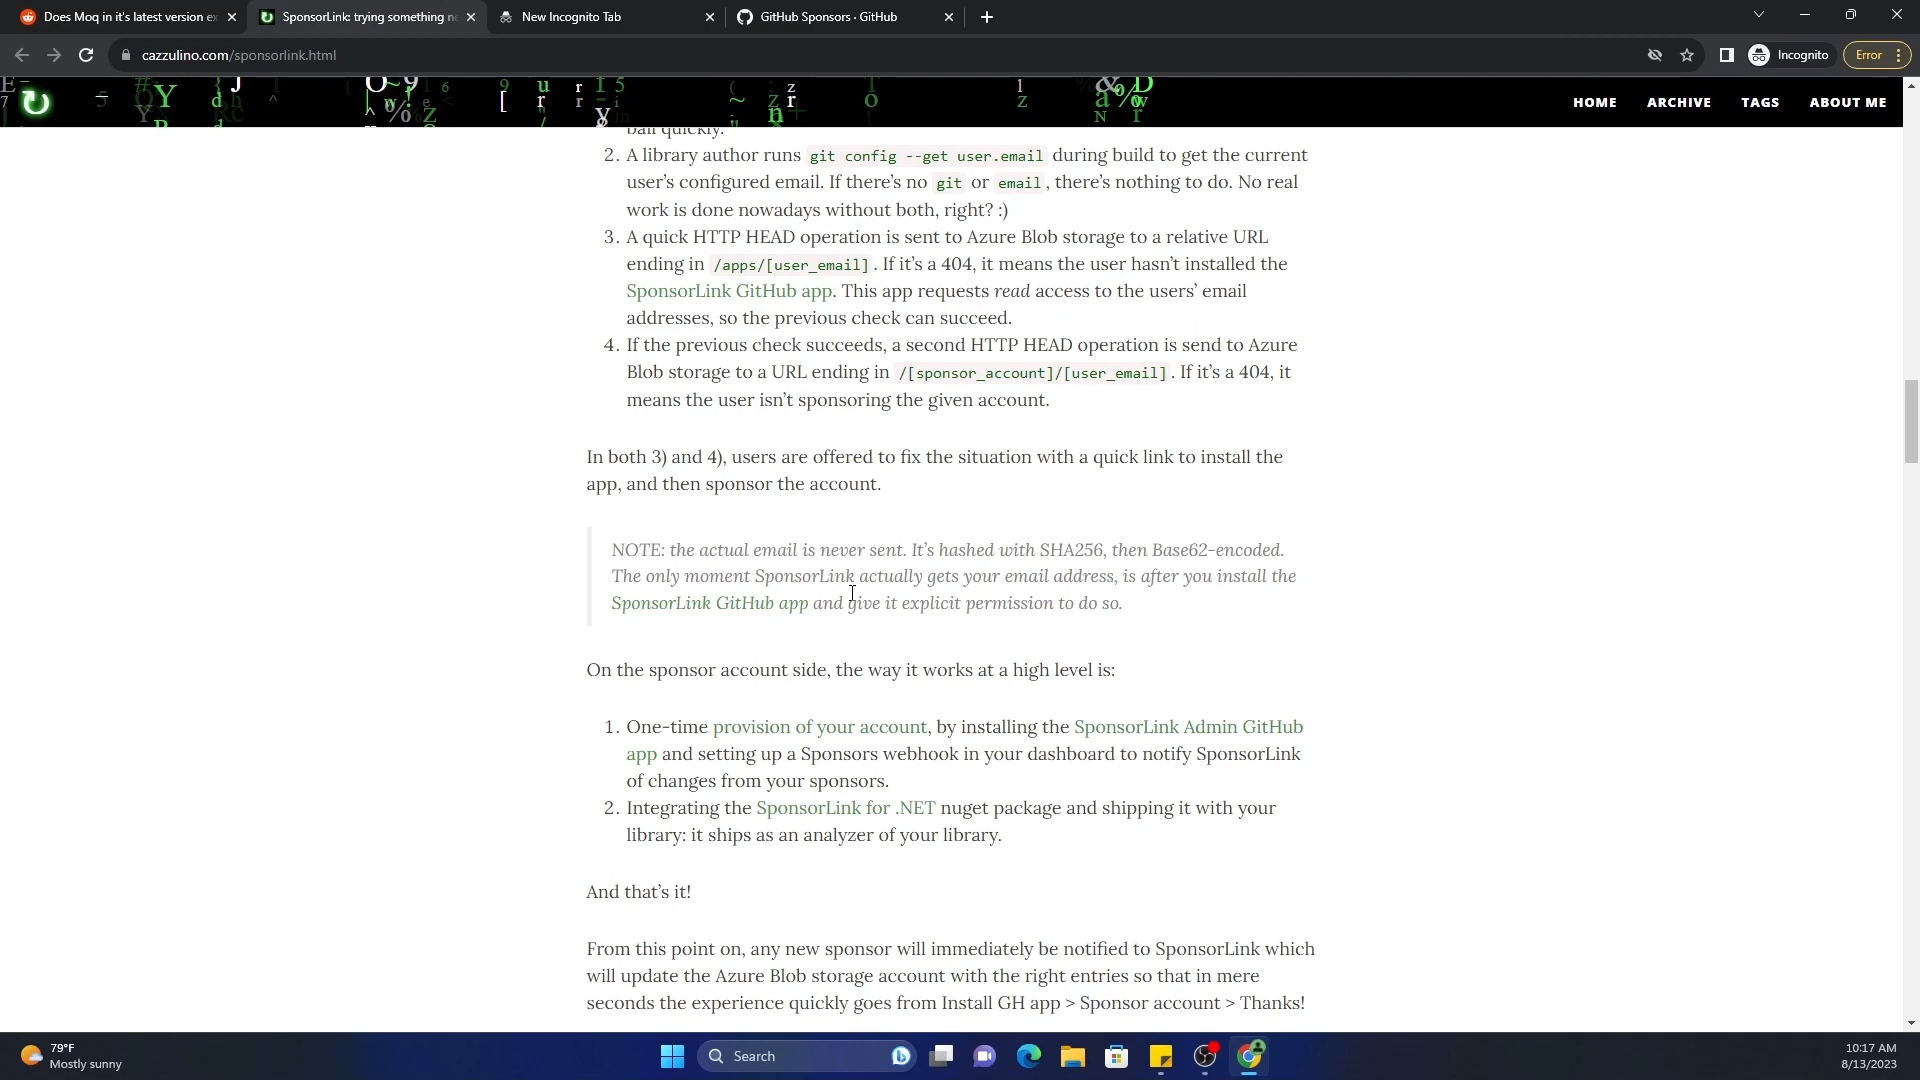 Does Moq in it's latest version ex
SponsorLink: trying something ne
New Incognito Tab
GitHub Sponsors · GitHub
cazzulino.com/sponsorlink.html
Incognito
Error
HOME
ARCHIVE
TAGS
ABOUT ME
ball quickly.
2. A library author runs git config --get user.email during build to get the current
user's configured email. If there's no git or email, there's nothing to do. No real
work is done nowadays without both, right? :)
3. A quick HTTP HEAD operation is sent to Azure Blob storage to a relative URL
ending in /apps/[user_email]. If it's a 404, it means the user hasn't installed the
SponsorLink GitHub app. This app requests read access to the users' email
addresses, so the previous check can succeed.
4. If the previous check succeeds, a second HTTP HEAD operation is send to Azure
Blob storage to a URL ending in /[sponsor_account]/[user_email]. If it's a 404, it
means the user isn't sponsoring the given account.
In both 3) and 4), users are offered to fix the situation with a quick link to install the
app, and then sponsor the account.
NOTE: the actual email is never sent. It's hashed with SHA256, then Base62-encoded.
The only moment SponsorLink actually gets your email address, is after you install the
SponsorLink GitHub app and give it explicit permission to do so.
On the sponsor account side, the way it works at a high level is:
1. One-time provision of your account, by installing the SponsorLink Admin GitHub
app and setting up a Sponsors webhook in your dashboard to notify SponsorLink
of changes from your sponsors.
2. Integrating the SponsorLink for .NET nuget package and shipping it with your
library: it ships as an analyzer of your library.
And that's it!
From this point on, any new sponsor will immediately be notified to SponsorLink which
will update the Azure Blob storage account with the right entries so that in mere
seconds the experience quickly goes from Install GH app > Sponsor account > Thanks!
79°F
Mostly sunny
Search
10:17 AM
8/13/2023